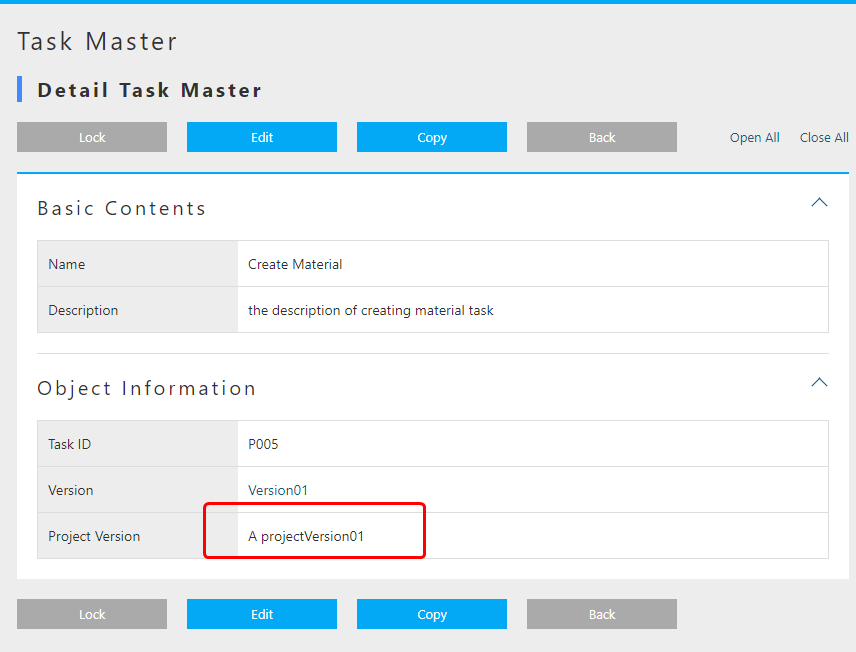 Task Master
Detail Task Master
Lock Edit Copy Back Open All Close All
Basic Contents
Name Create Material
Description the description of creating material task
Object Information
Task ID P005
Version Version01
Project Version A projectVersion01
Lock Edit Copy Back